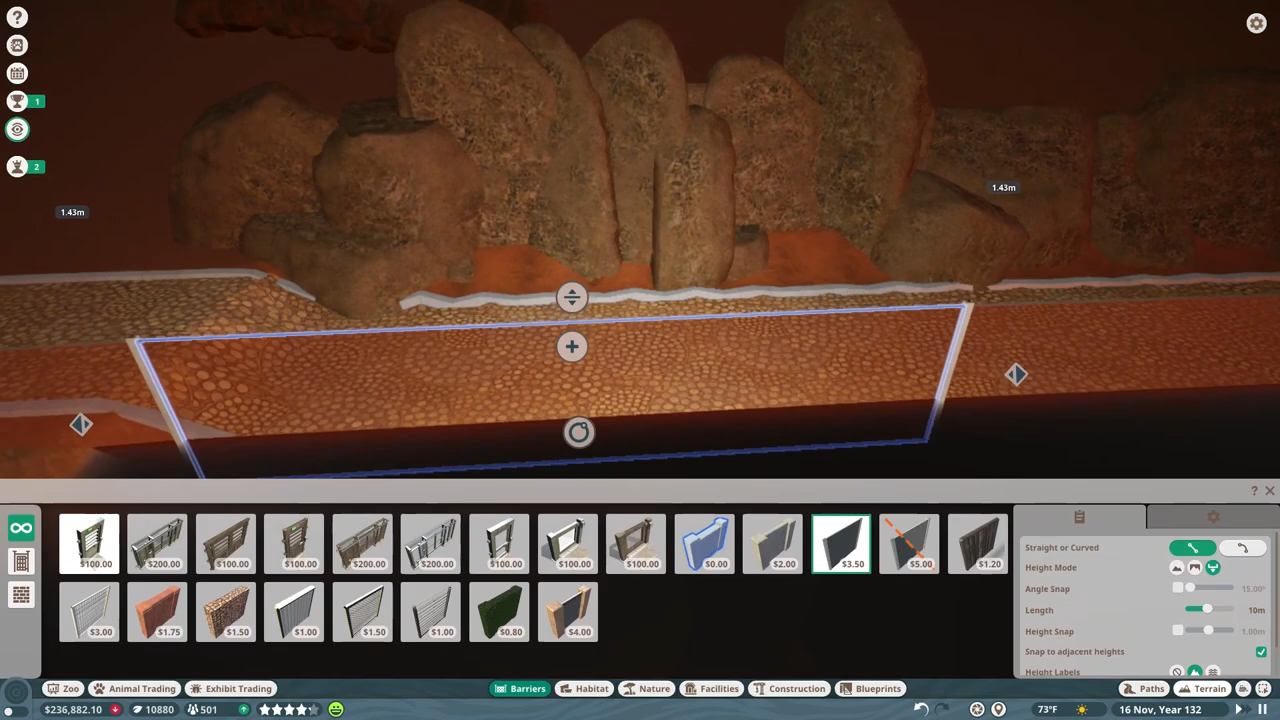 ?
1
2
1.43m
1.43m
?
$100.00
$200.00
$100.00
$100.00
$200.00
$200.00
$100.00
$100.00
$100.00
$0.00
$2.00
$3.50
$5.00
$1.20
$3.00
$1.75
$1.50
$1.00
$1.50
$1.00
$0.80
$4.00
Straight or Curved
Height Mode
Angle Snap 15.00°
Length 10m
Height Snap 1.00m
Snap to adjacent heights
Height Labels
Zoo
Animal Trading
Exhibit Trading
Barriers
Habitat
Nature
Facilities
Construction
Blueprints
Paths
Terrain
$236,882.10
10880
501
73°F
16 Nov, Year 132